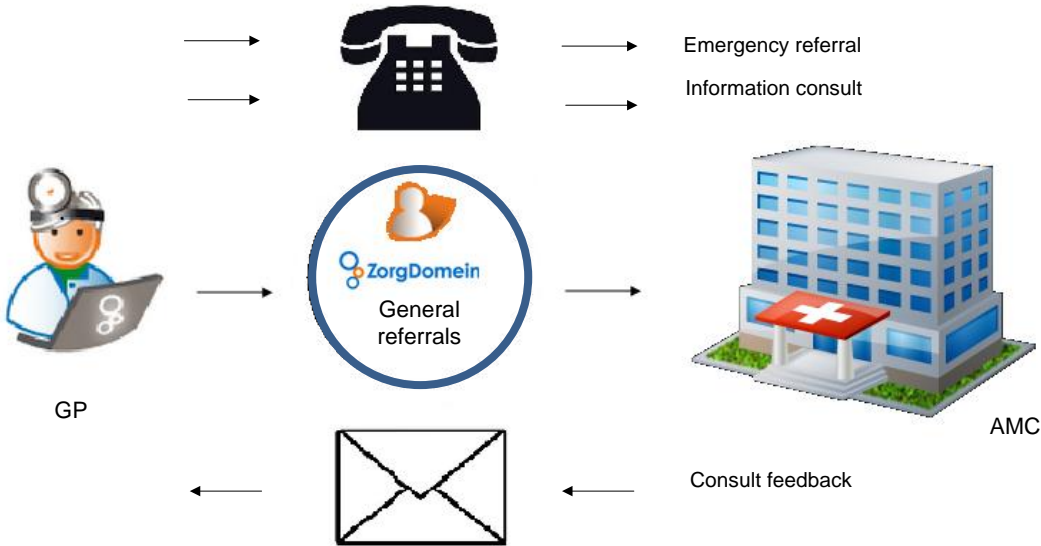 Emergency referral
Information consult
ZorgDomein
General
referrals
GP
AMC
Consult feedback